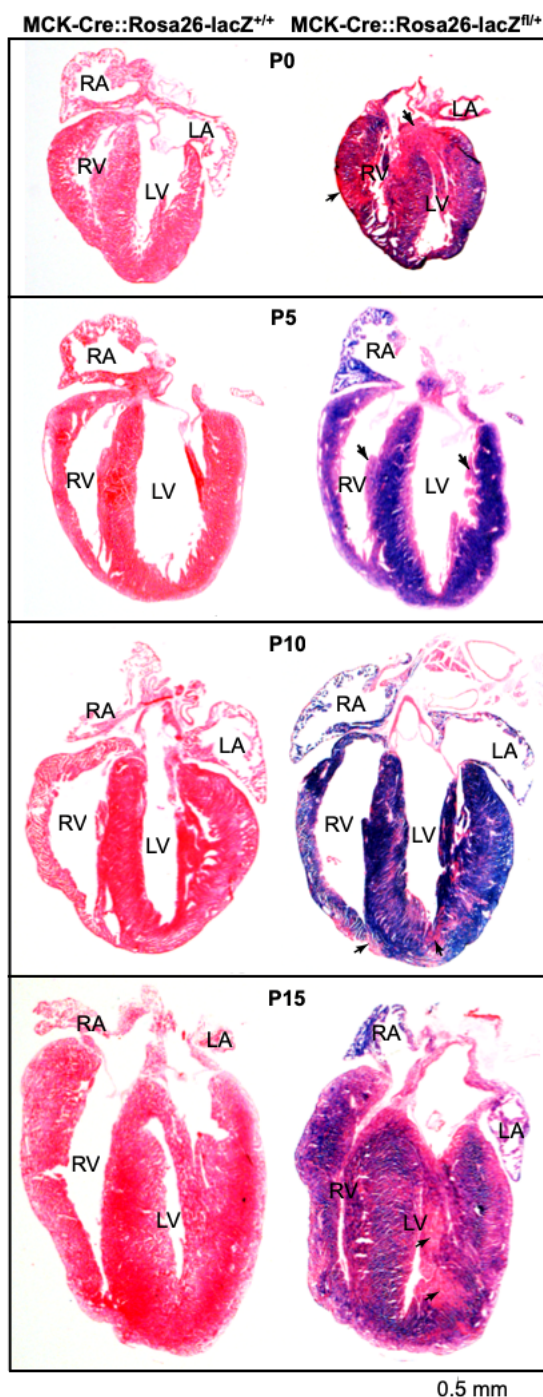 MCK-Cre::Rosa26-lacZ+/+ MCK-Cre::Rosa26-lacZfl/+
P0
RA LA
LA
RV RV
LV LV
P5
RA RA
RV LV RV LV
P10
RA RA
LA LA
RV LV RV LV
P15
RA LA RA
LA
RV RV
LV LV
0.5 mm